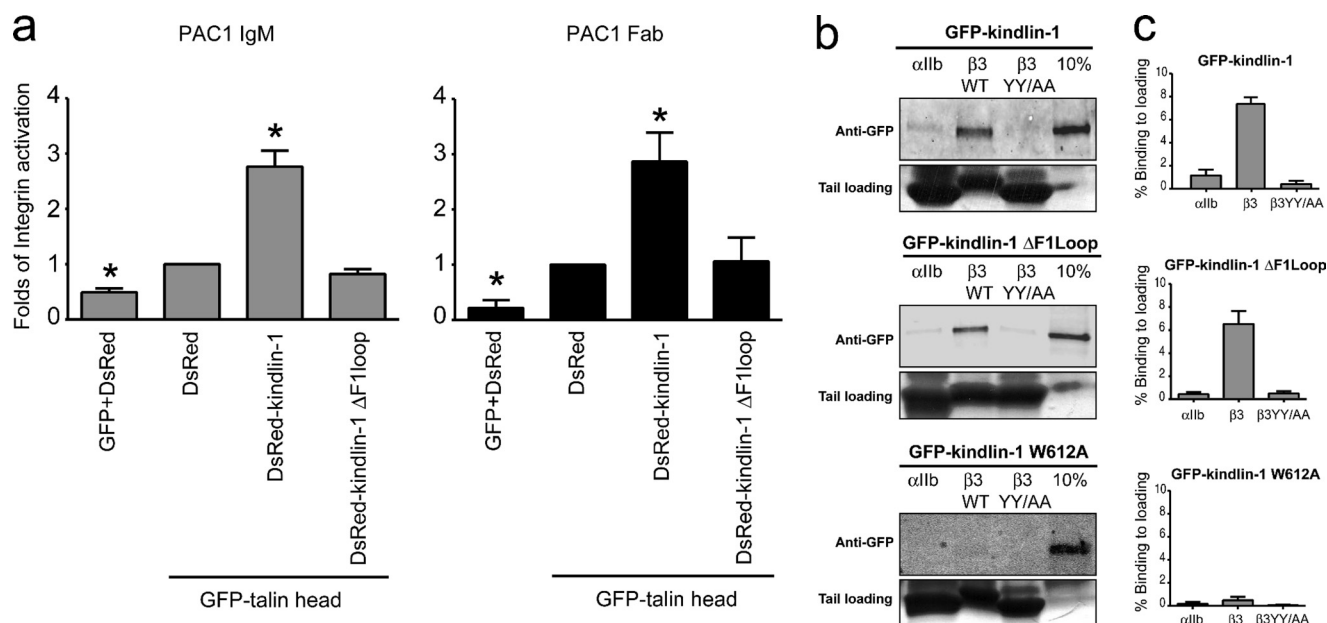 a
PAC1 IgM
Folds of Integrin activation
4
3
2
1
0
*
*
GFP+DsRed
DsRed
DsRed-kindlin-1
DsRed-kindlin-1 ΔF1loop
GFP-talin head
PAC1 Fab
4
3
2
1
0
*
*
GFP+DsRed
DsRed
DsRed-kindlin-1
DsRed-kindlin-1 ΔF1loop
GFP-talin head
b
GFP-kindlin-1
αIIb β3 β3 10%
WT YY/AA
Anti-GFP
Tail loading
GFP-kindlin-1 ΔF1Loop
αIIb β3 β3 10%
WT YY/AA
Anti-GFP
Tail loading
GFP-kindlin-1 W612A
αIIb β3 β3 10%
WT YY/AA
Anti-GFP
Tail loading
c
GFP-kindlin-1
% Binding to loading
10
8
6
4
2
0
αIIb β3 β3YY/AA
GFP-kindlin-1 ΔF1Loop
% Binding to loading
10
8
6
4
2
0
αIIb β3 β3YY/AA
GFP-kindlin-1 W612A
% Binding to loading
10
8
6
4
2
0
αIIb β3 β3YY/AA